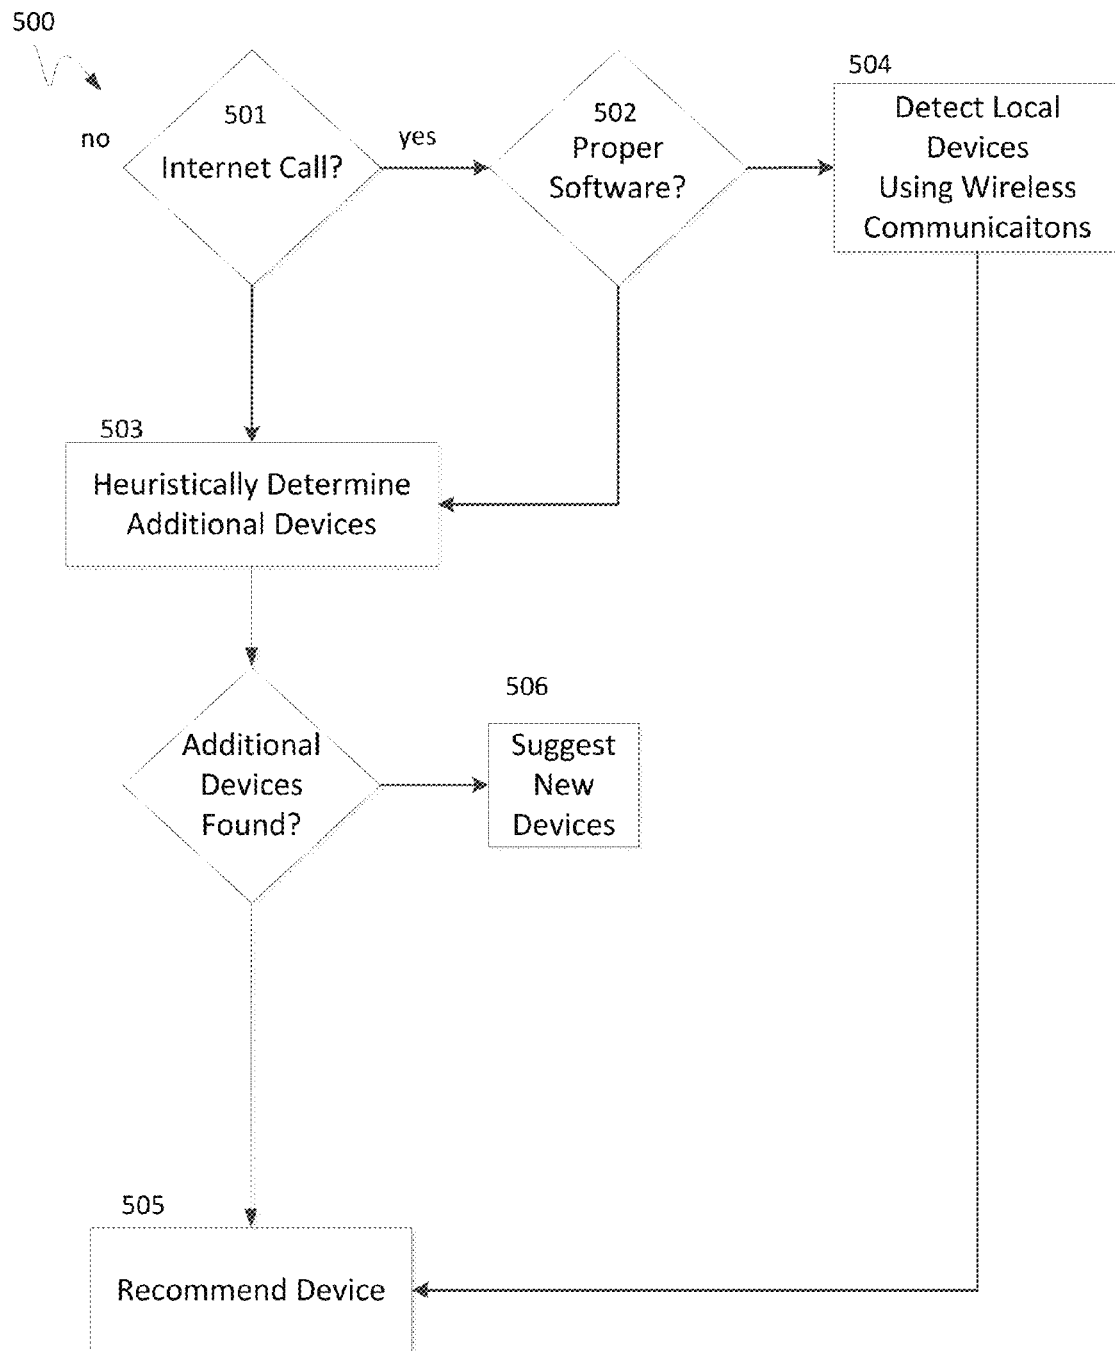 500
no
501
Internet Call?
yes
502
Proper
Software?
504
Detect Local
Devices
Using Wireless
Communicaitons
503
Heuristically Determine
Additional Devices
Additional
Devices
Found?
506
Suggest
New
Devices
505
Recommend Device